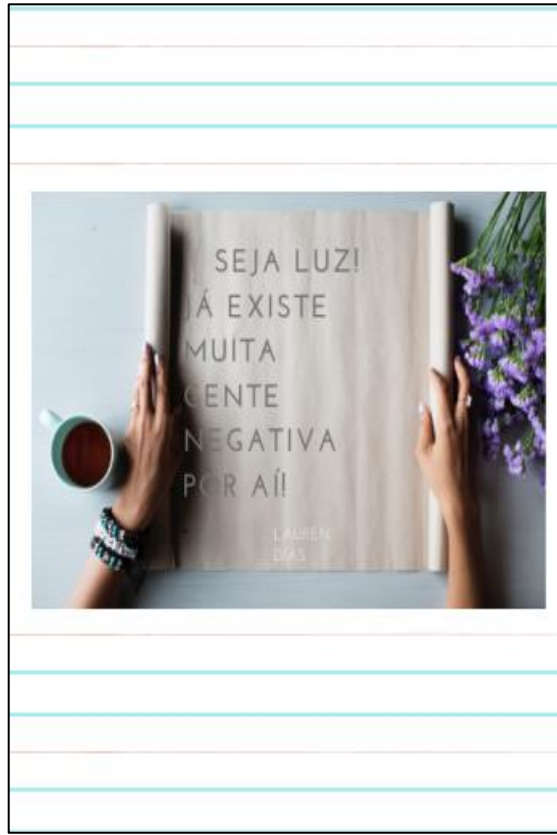 SEJA LUZ!
JÁ EXISTE
MUITA
GENTE
NEGATIVA
POR AÍ!
LAUREN
DIAS